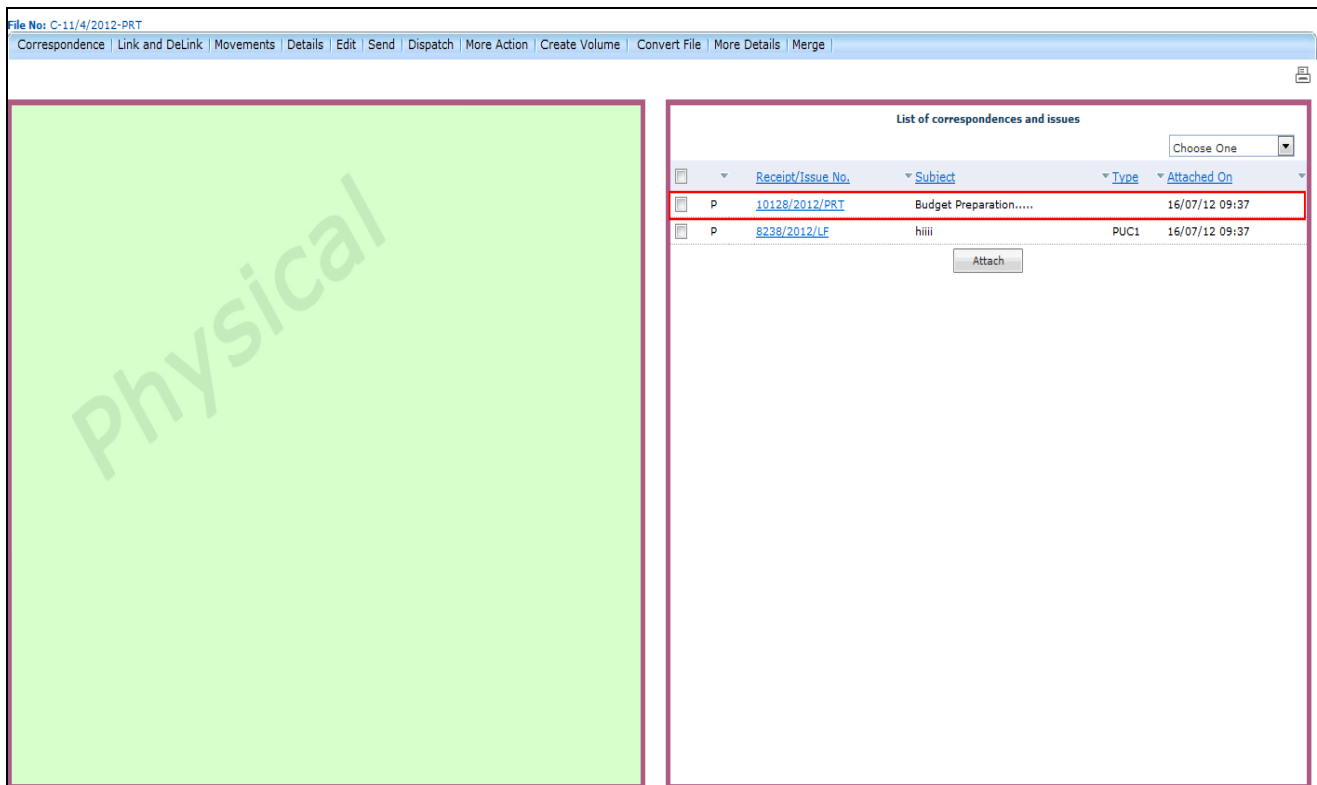 File No: C-11/4/2012-PRT
Correspondence | Link and DeLink | Movements | Details | Edit | Send | Dispatch | More Action | Create Volume | Convert File | More Details | Merge |
Physical
List of correspondences and issues
Choose One
Receipt/Issue No. Subject Type Attached On
P 10128/2012/PRT Budget Preparation..... 16/07/12 09:37
P 8238/2012/LF hiiii PUC1 16/07/12 09:37
Attach